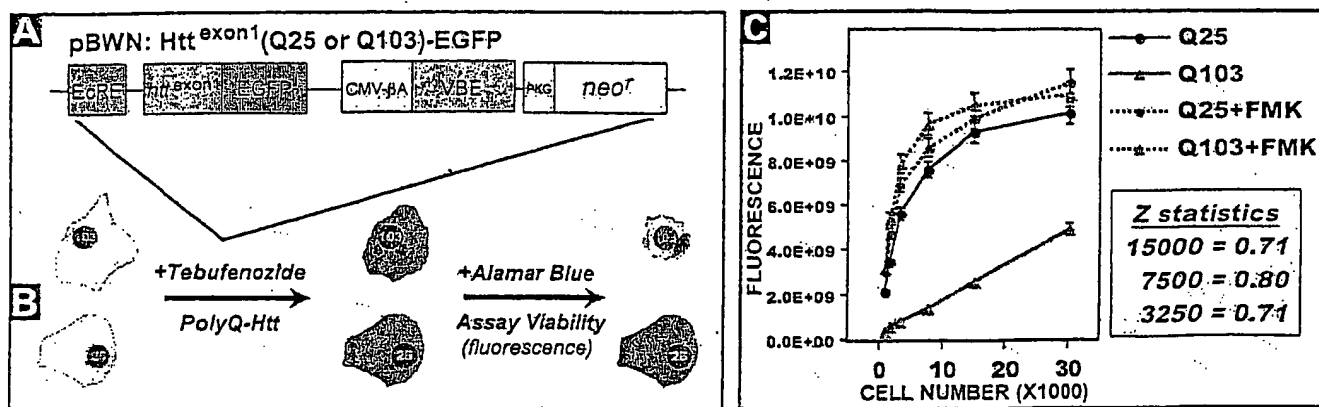 A
pBWN: Htt exon1(Q25 or Q103)-EGFP
EcRE
htt exon1
EGFP
CMV-βA
VBE
PKG
neor
103
103
103
+Tebufenozide
+Alamar Blue
B
PolyQ-Htt
Assay Viability
(fluorescence)
25
25
25
C
FLUORESCENCE
1.2E+10
1.0E+10
8.0E+09
6.0E+09
4.0E+09
2.0E+09
0.0E+00
0
10
20
30
CELL NUMBER (X1000)
Q25
Q103
Q25+FMK
Q103+FMK
Z statistics
15000 = 0.71
7500 = 0.80
3250 = 0.71